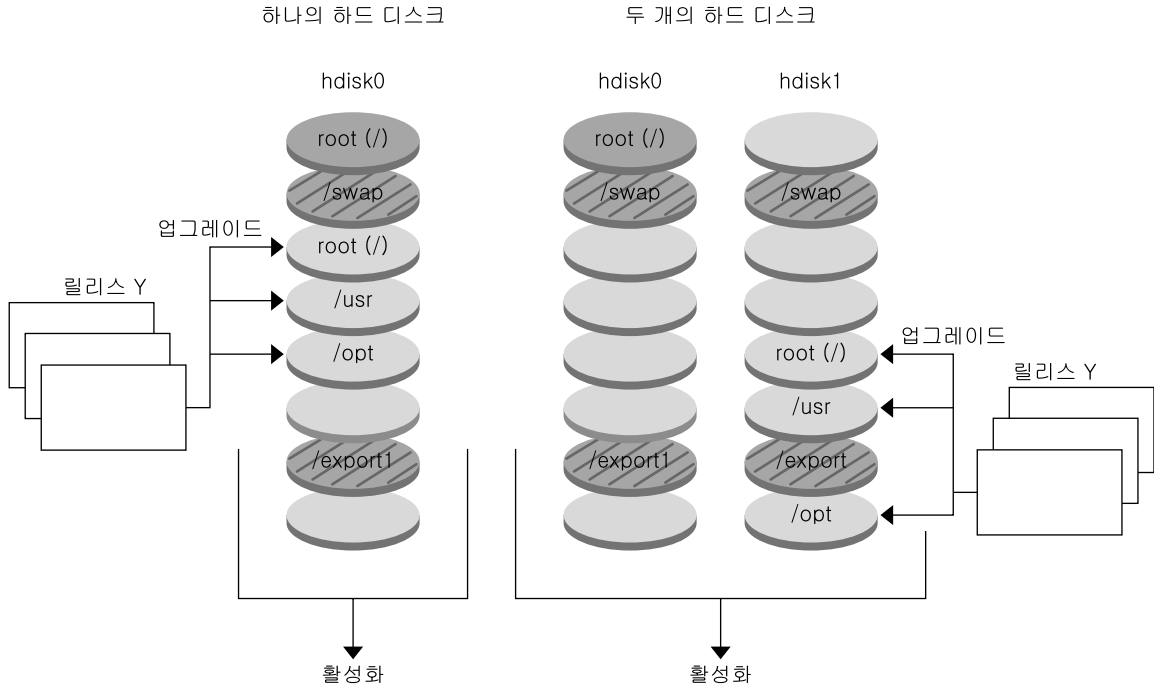 하나의 하드 디스크
두 개의 하드 디스크
hdisk0
hdisk0
hdisk1
root (/)
root (/)
/swap
/swap
/swap
업그레이드
root (/)
릴리스 Y
/usr
/opt
업그레이드
root (/)
릴리스 Y
/usr
/export1
/export1
/export
/opt
활성화
활성화